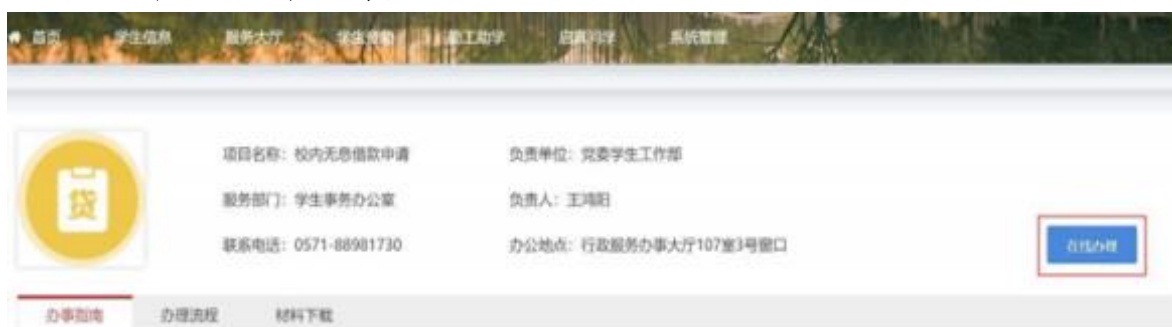 首页 学生信息 服务大厅 学生资助 勤工助学 启真问学 系统管理
项目名称：校内无息借款申请 负责单位：党委学生工作部
贷
服务部门：学生事务办公室 负责人：王鸿阳
联系电话：0571-88981730 办公地点：行政服务办事大厅107室3号窗口
在线办理
办事指南 办理流程 材料下载